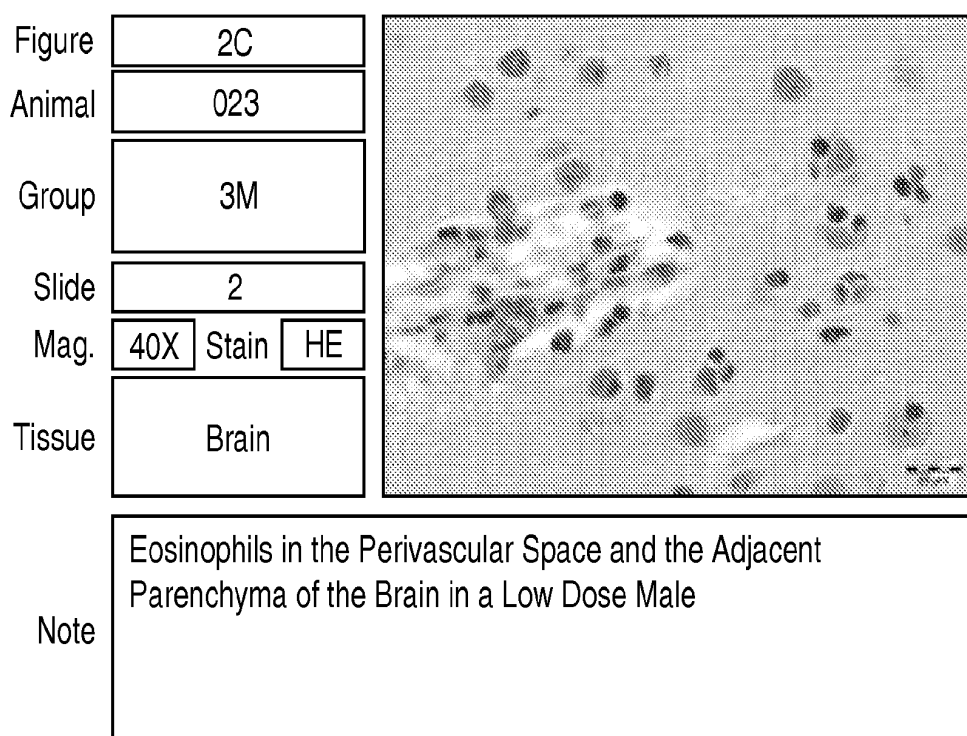 Figure 2C
Animal 023
Group 3M
Slide 2
Mag. 40X Stain HE
Tissue Brain
Note Eosinophils in the Perivascular Space and the Adjacent
Parenchyma of the Brain in a Low Dose Male